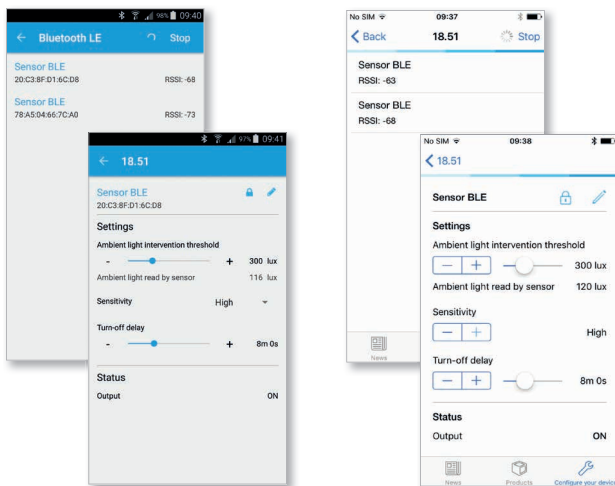 98% 09:40
Bluetooth LE Stop
Sensor BLE
20:C3:8F:D1:6C:D8 RSSI: -68
Sensor BLE
78:A5:04:66:7C:A0 RSSI: -73
97% 09:41
18.51
Sensor BLE
20:C3:8F:D1:6C:D8
Settings
Ambient light intervention threshold
- + 300 lux
Ambient light read by sensor 116 lux
Sensitivity High
Turn-off delay
- + 8m 0s
Status
Output ON
No SIM 09:37
Back 18.51 Stop
Sensor BLE
RSSI: -63
Sensor BLE
RSSI: -68
News
No SIM 09:38
18.51
Sensor BLE
Settings
Ambient light intervention threshold
- + 300 lux
Ambient light read by sensor 120 lux
Sensitivity
- + High
Turn-off delay
- + 8m 0s
Status
Output ON
News Products Configure your device